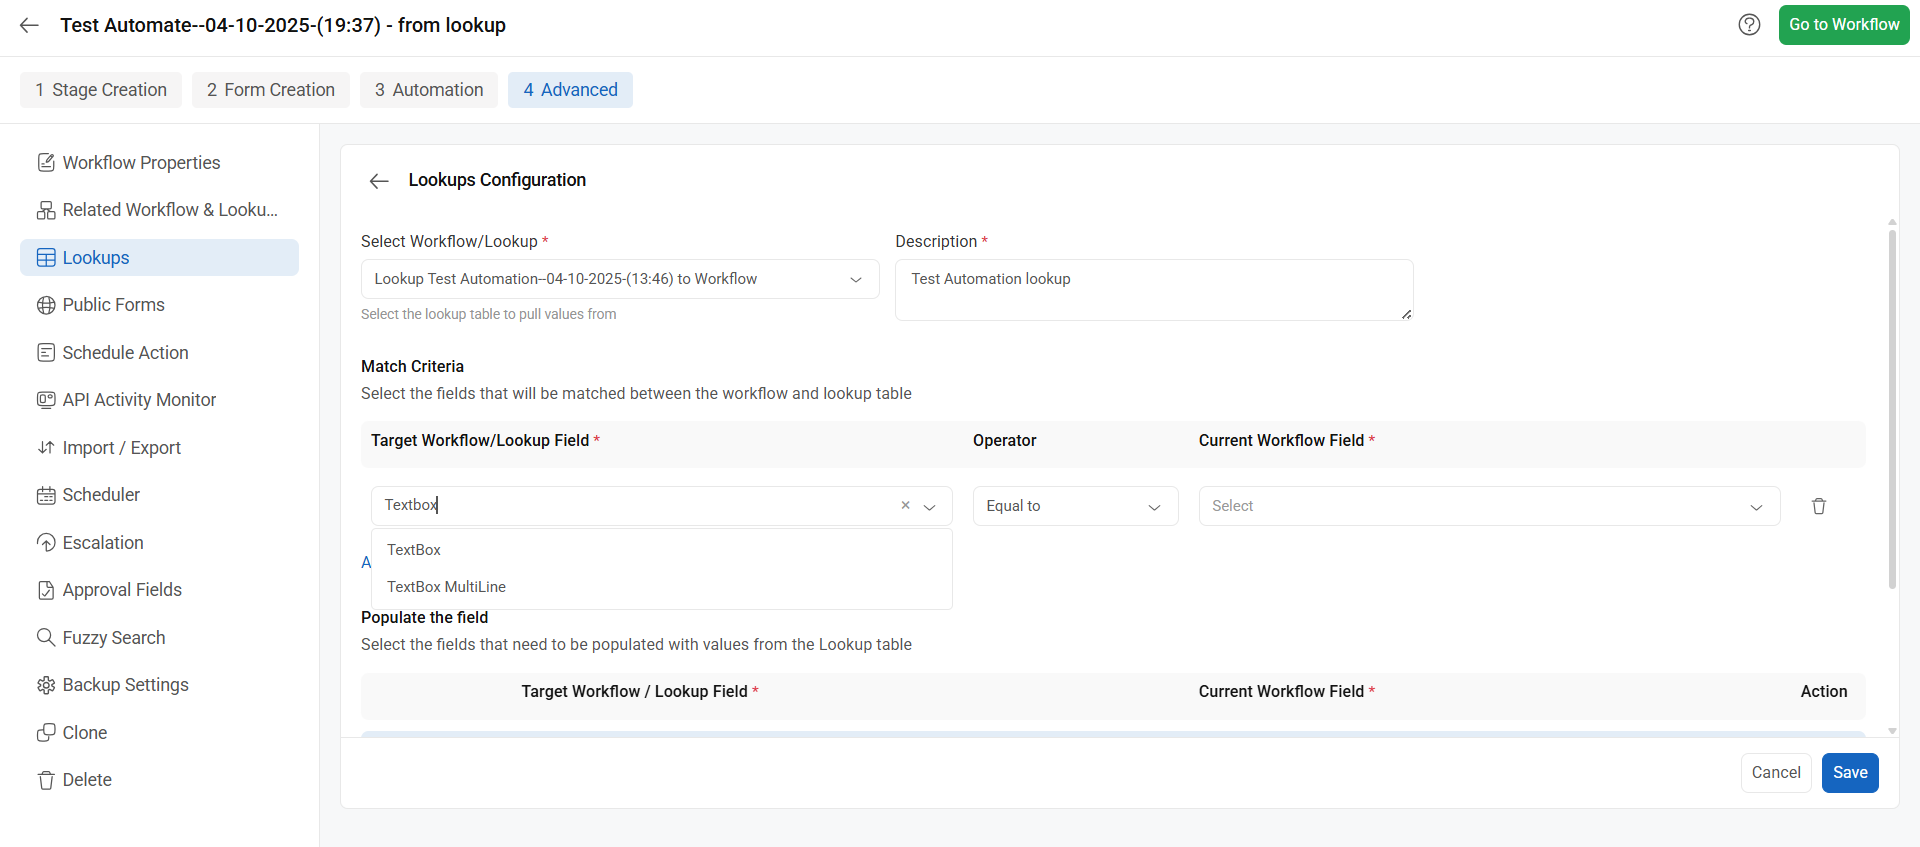 Test Automate--04-10-2025-(19:37) - from lookup
Go to Workflow
1 Stage Creation
2 Form Creation
3 Automation
4 Advanced
Workflow Properties
Related Workflow & Looku...
Lookups
Public Forms
Schedule Action
API Activity Monitor
Import / Export
Scheduler
Escalation
Approval Fields
Fuzzy Search
Backup Settings
Clone
Delete
Lookups Configuration
Select Workflow/Lookup *
Lookup Test Automation--04-10-2025-(13:46) to Workflow
Select the lookup table to pull values from
Description *
Test Automation lookup
Match Criteria
Select the fields that will be matched between the workflow and lookup table
Target Workflow/Lookup Field * Operator Current Workflow Field *
Textbox Equal to Select
TextBox
TextBox MultiLine
A
Populate the field
Select the fields that need to be populated with values from the Lookup table
Target Workflow / Lookup Field * Current Workflow Field * Action
Cancel
Save